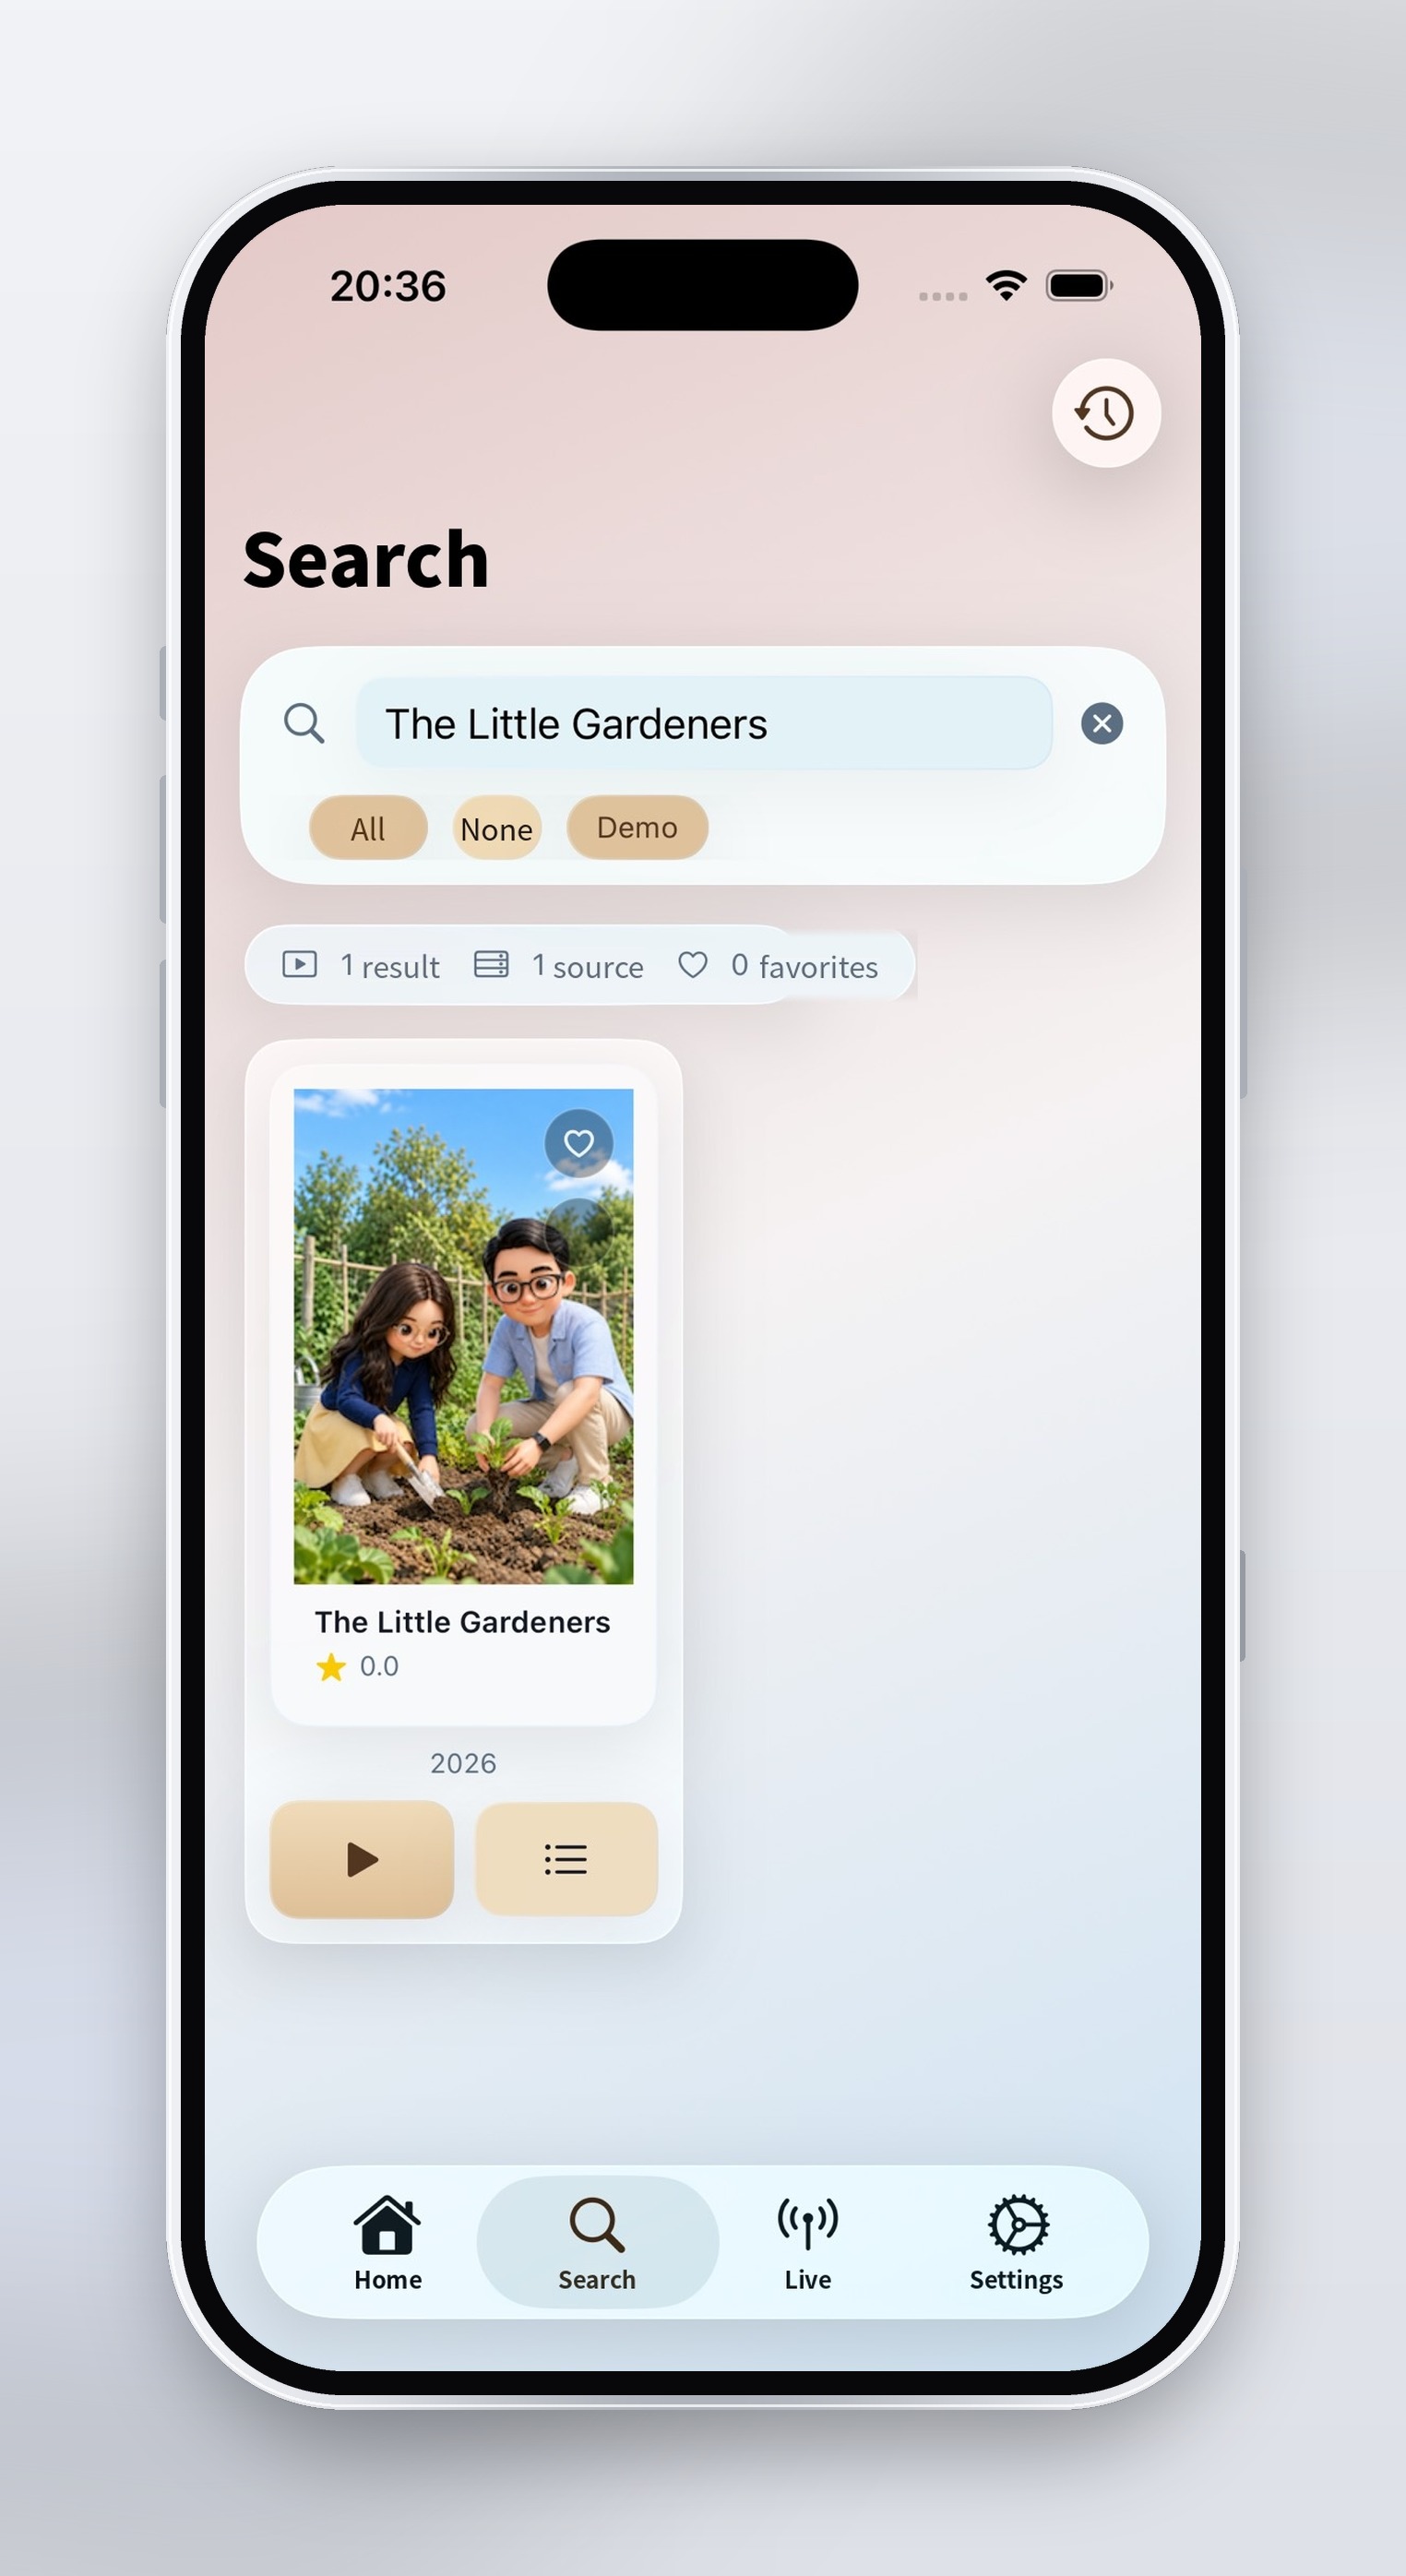 20:36
Search
The Little Gardeners
All None Demo
1 result 1 source 0 favorites
The Little Gardeners
0.0
2026
Home Search Live Settings